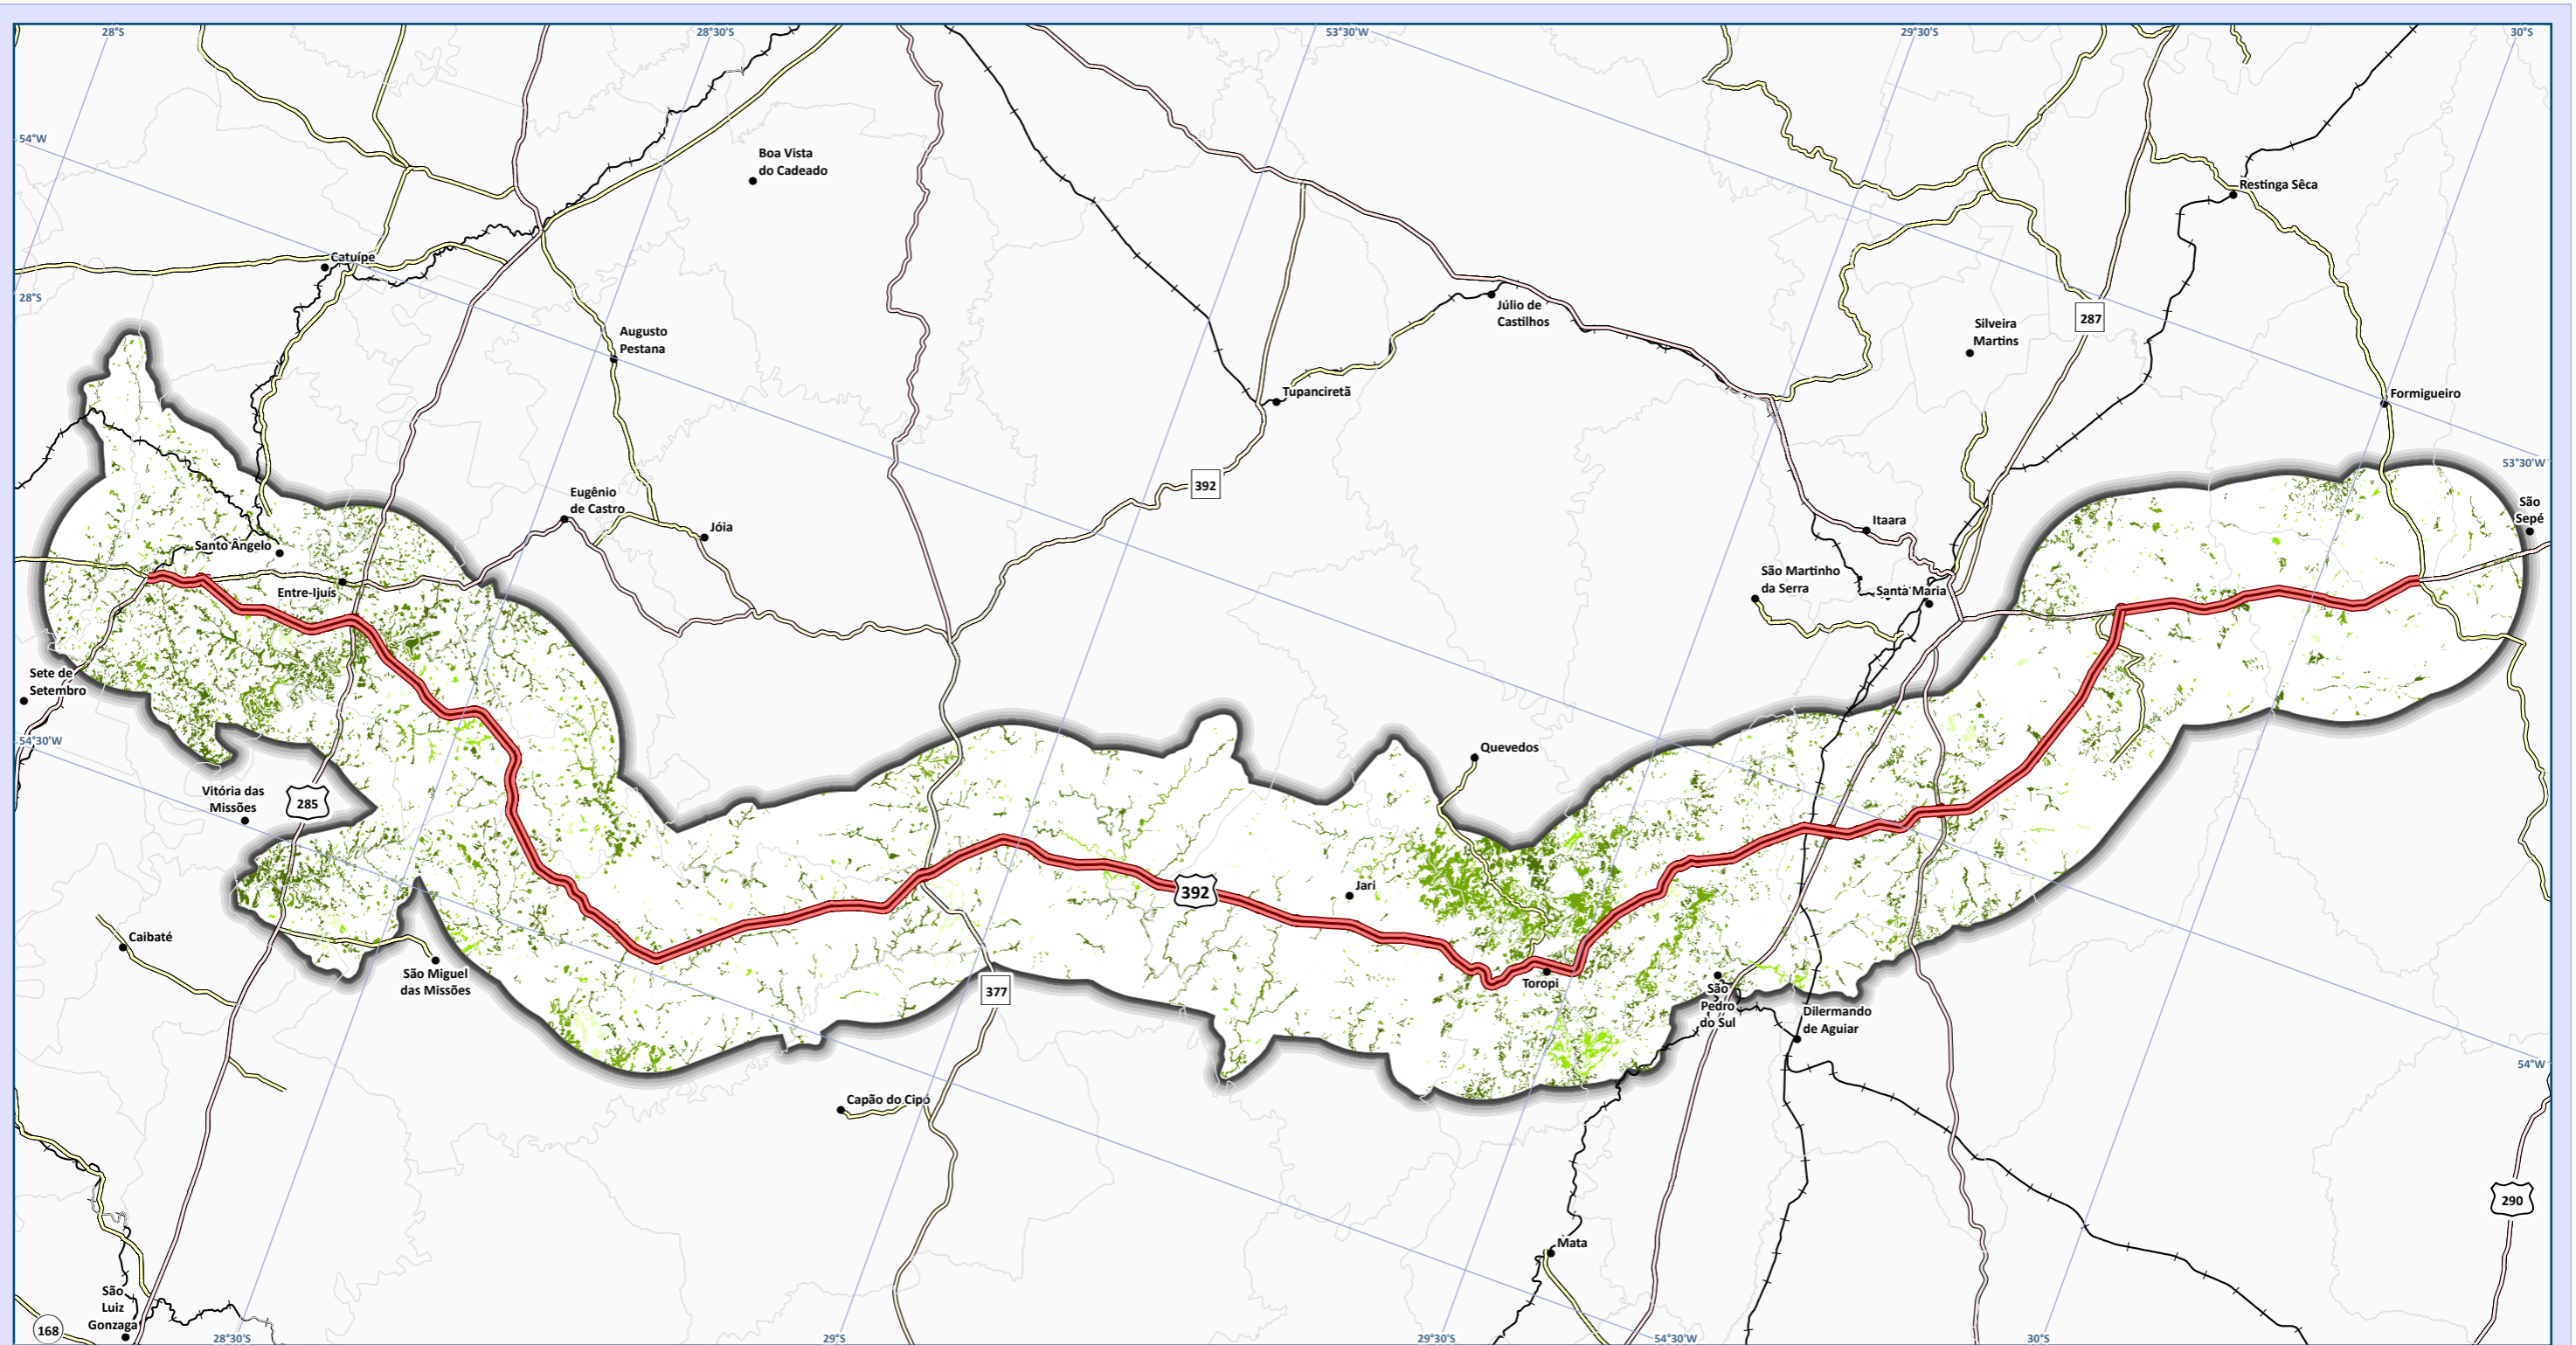 28°S
28°30'S
53°30'W
29°30'S
30°S
54°W
Boa Vista
do Cadeado
Restinga Sêca
Catuípe
28°S
Júlio de
Castilhos
287
Silveira
Martins
Augusto
Pestana
Tupanciretã
Formigueiro
53°30'W
392
Eugênio
de Castro
Jóia
Itaara
São
Sepé
Santo Ângelo
São Martinho
da Serra
Santa Maria
Entre-Ijuís
Sete de
Setembro
54°30'W
Quevedos
Vitória das
Missões
285
392
Jari
Caibaté
São Miguel
das Missões
377
Toropi
São
Pedro
do Sul
Dilermando
de Aguiar
54°W
Capão do Cipó
290
Mata
São
Luiz
Gonzaga
168
28°30'S
29°S
29°30'S
54°30'W
30°S